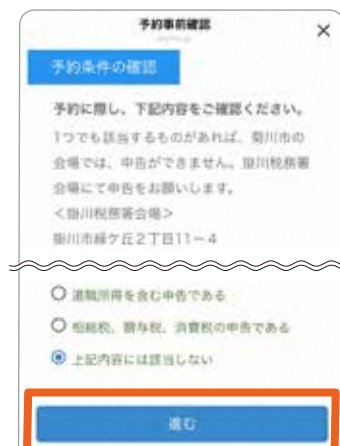 予約事前確認
×
予約条件の確認
予約に際し、下記内容をご確認ください。
1つでも該当するものがあれば、菊川市の
会場では、申告ができません。掛川税務署
会場にて申告をお願いします。
<掛川税務署会場>
掛川市緑ケ丘2丁目11-4
退職所得を含む申告である
相続税、贈与税、消費税の申告である
上記内容には該当しない
進む